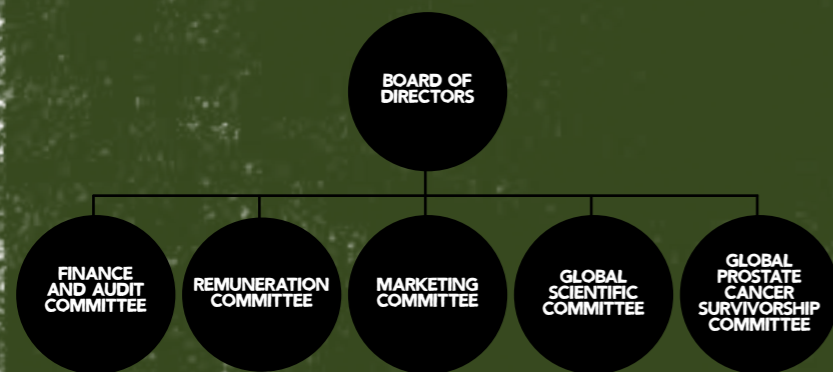 BOARD OF
DIRECTORS
FINANCE
AND AUDIT
COMMITTEE
REMUNERATION
COMMITTEE
MARKETING
COMMITTEE
GLOBAL
SCIENTIFIC
COMMITTEE
GLOBAL
PROSTATE
CANCER
SURVIVORSHIP
COMMITTEE